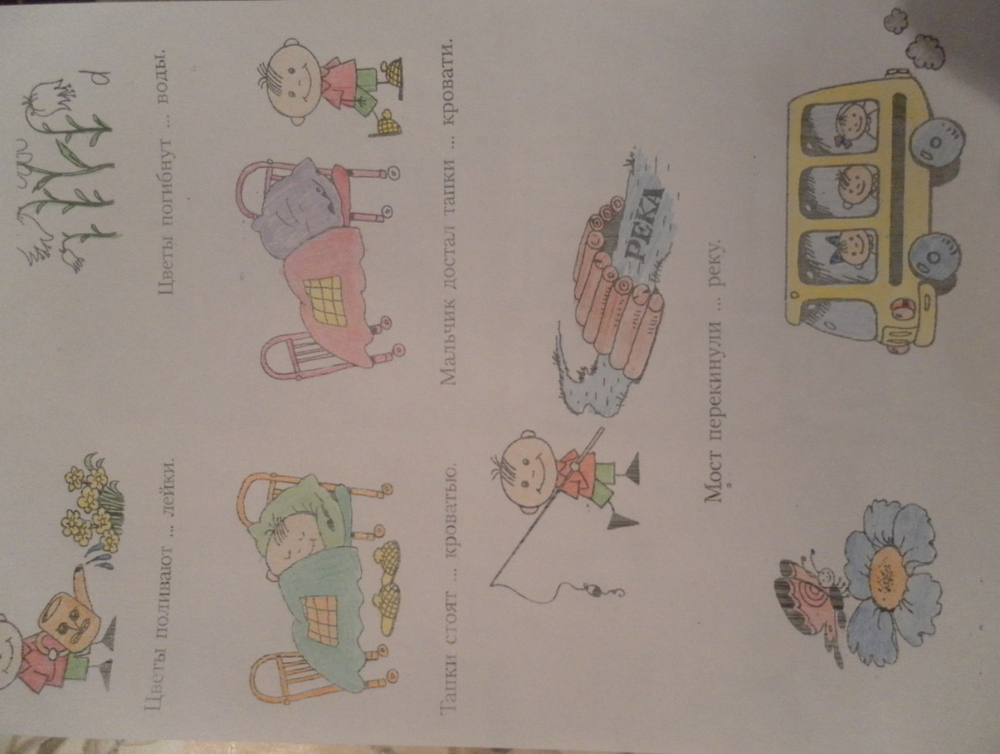 Цветы поливают ... лейки.
Цветы погибнут ... воды.
Тапки стоят ... кроватью.
Мальчик достал тапки ... кровати.
РЕКА
Мост перекинули ... реку.